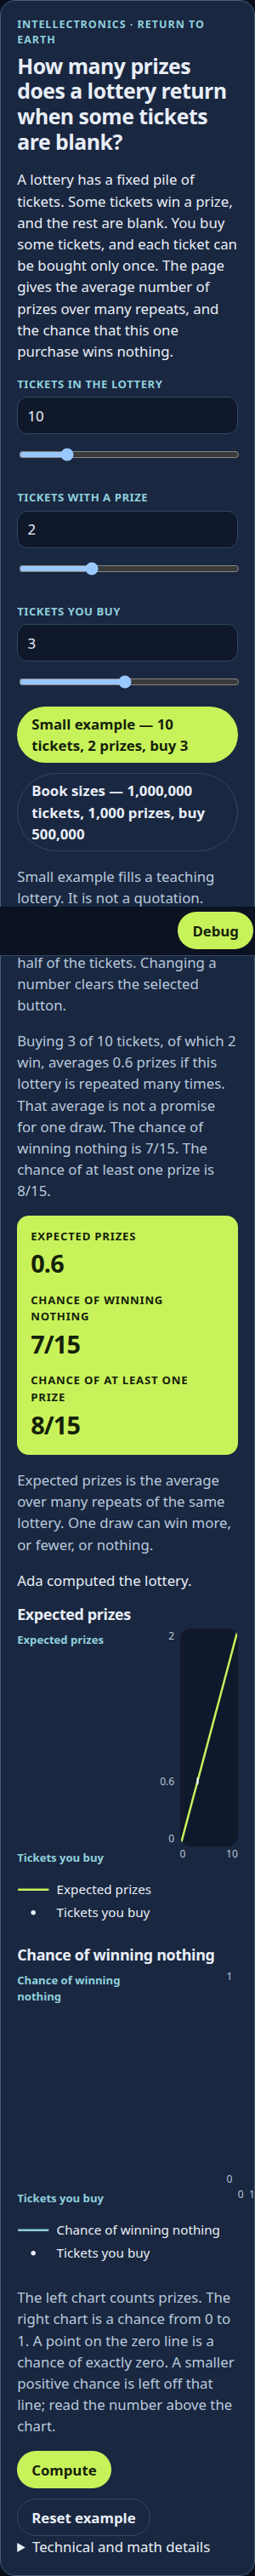 INTELLECTRONICS · RETURN TO
EARTH
How many prizes
does a lottery return
when some tickets
are blank?
A lottery has a fixed pile of
tickets. Some tickets win a prize,
and the rest are blank. You buy
some tickets, and each ticket can
be bought only once. The page
gives the average number of
prizes over many repeats, and
the chance that this one
purchase wins nothing.
TICKETS IN THE LOTTERY
10
TICKETS WITH A PRIZE
2
TICKETS YOU BUY
3
Small example — 10
tickets, 2 prizes, buy 3
Book sizes — 1,000,000
tickets, 1,000 prizes, buy
500,000
Small example fills a teaching
lottery. It is not a quotation.
Debug
half of the tickets. Changing a
number clears the selected
button.
Buying 3 of 10 tickets, of which 2
win, averages 0.6 prizes if this
lottery is repeated many times.
That average is not a promise
for one draw. The chance of
winning nothing is 7/15. The
chance of at least one prize is
8/15.
EXPECTED PRIZES
0.6
CHANCE OF WINNING
NOTHING
7/15
CHANCE OF AT LEAST ONE
PRIZE
8/15
Expected prizes is the average
over many repeats of the same
lottery. One draw can win more,
or fewer, or nothing.
Ada computed the lottery.
Expected prizes
Expected prizes
2
0.6
0
0 10
Tickets you buy
Expected prizes
Tickets you buy
Chance of winning nothing
Chance of winning
nothing
1
0
0 1
Tickets you buy
Chance of winning nothing
Tickets you buy
The left chart counts prizes. The
right chart is a chance from 0 to
1. A point on the zero line is a
chance of exactly zero. A smaller
positive chance is left off that
line; read the number above the
chart.
Compute
Reset example
Technical and math details